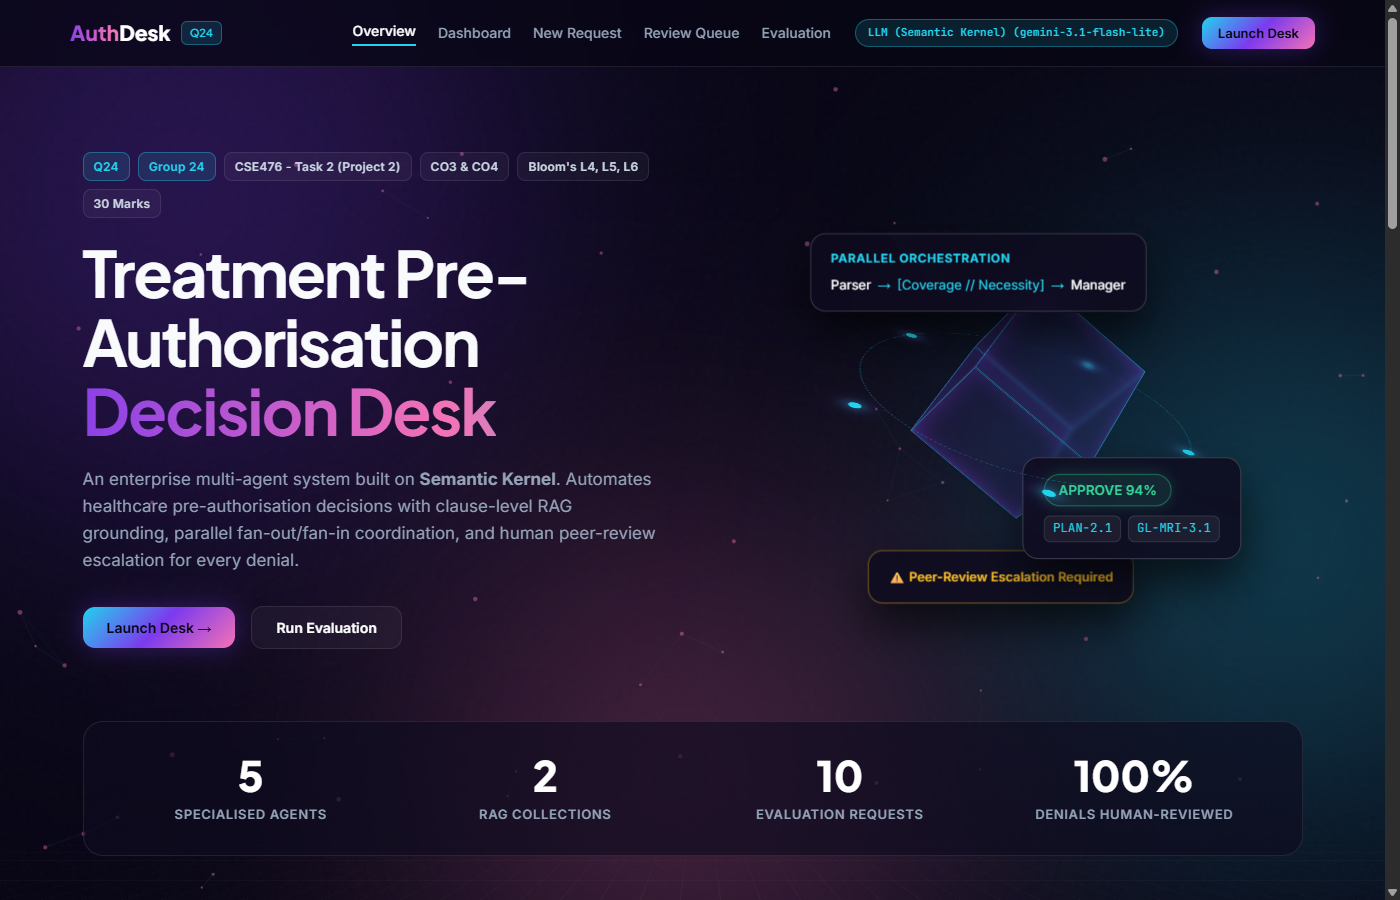 AuthDesk Q24 Overview Dashboard New Request Review Queue Evaluation LLM (Semantic Kernel) (gemini-3.1-flash-lite) Launch Desk
Q24 Group 24 CSE476 - Task 2 (Project 2) CO3 & CO4 Bloom's L4, L5, L6
30 Marks
Treatment Pre-
Authorisation
Decision Desk
An enterprise multi-agent system built on Semantic Kernel. Automates
healthcare pre-authorisation decisions with clause-level RAG
grounding, parallel fan-out/fan-in coordination, and human peer-review
escalation for every denial.
Launch Desk → Run Evaluation
PARALLEL ORCHESTRATION
Parser → [Coverage // Necessity] → Manager
APPROVE 94%
PLAN-2.1 GL-MRI-3.1
⚠ Peer-Review Escalation Required
5 2 10 100%
SPECIALISED AGENTS RAG COLLECTIONS EVALUATION REQUESTS DENIALS HUMAN-REVIEWED